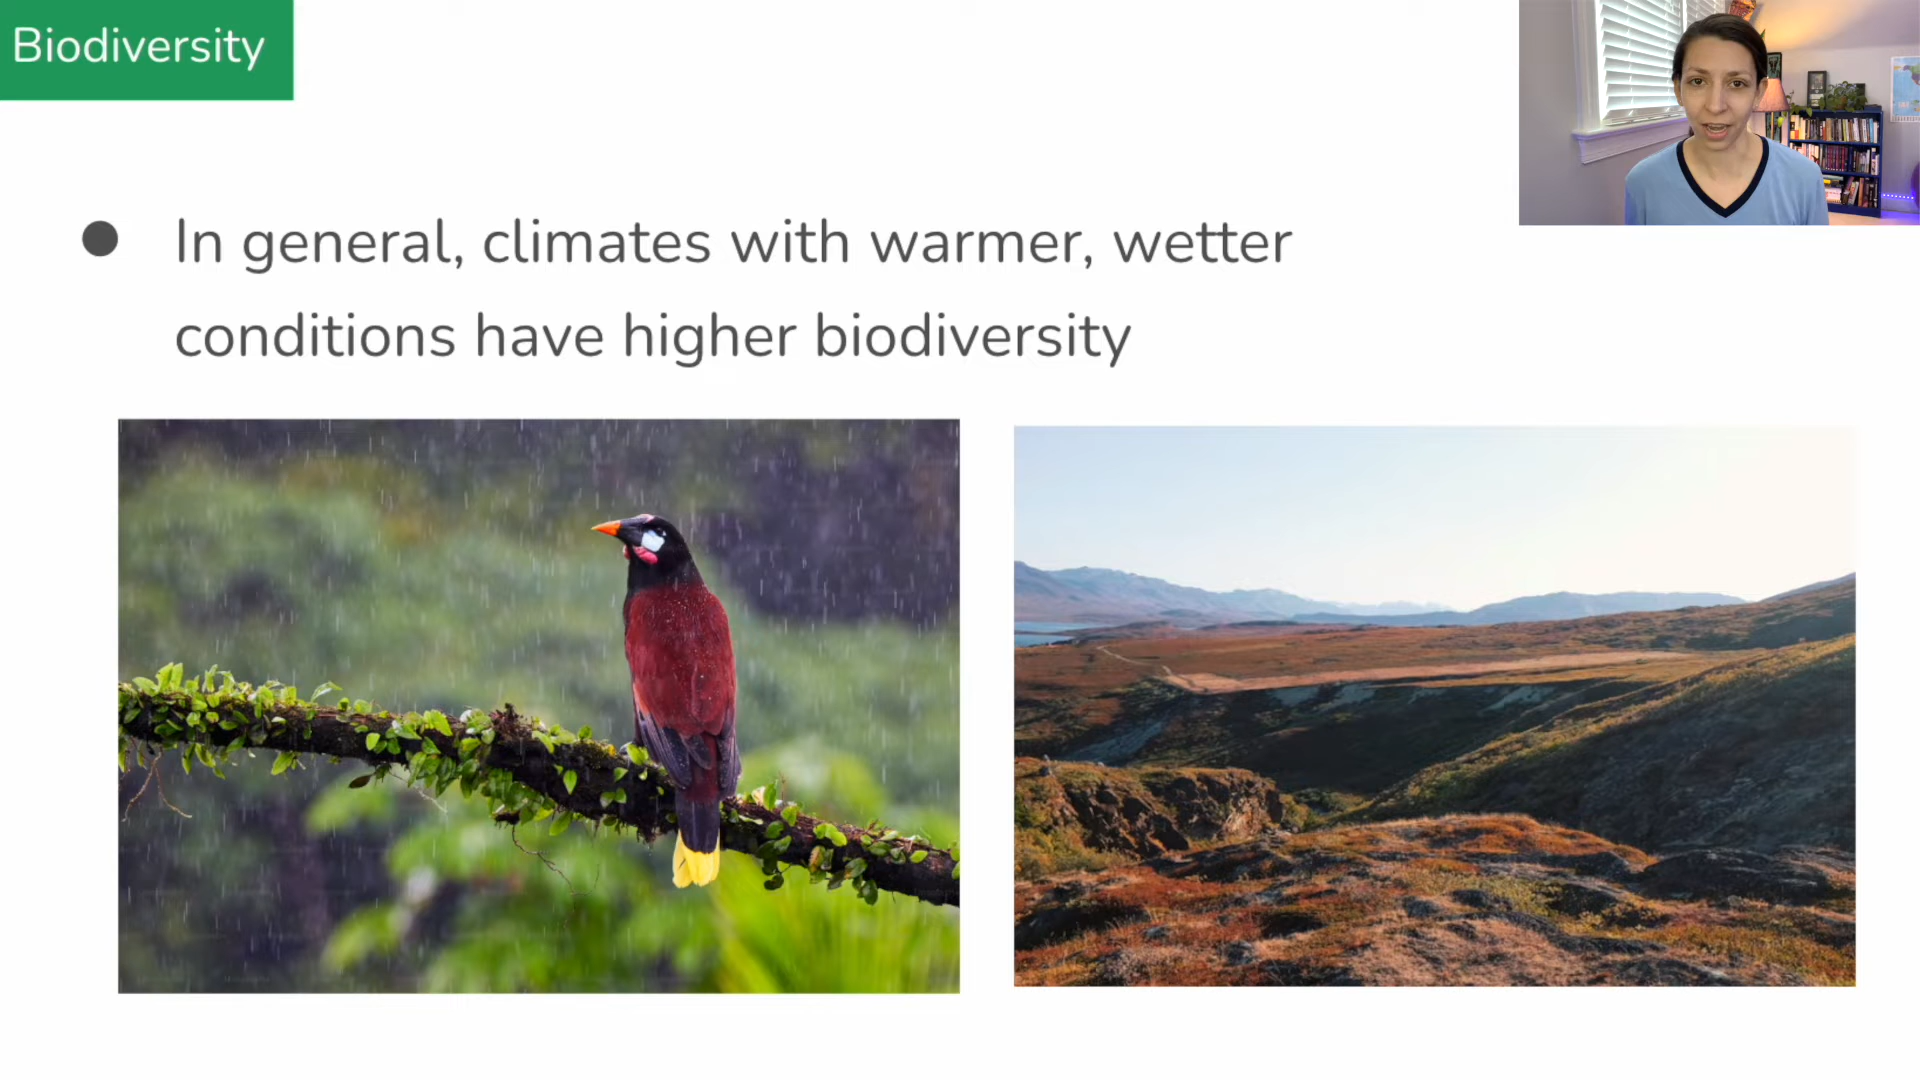 Biodiversity
In general, climates with warmer, wetter
conditions have higher biodiversity